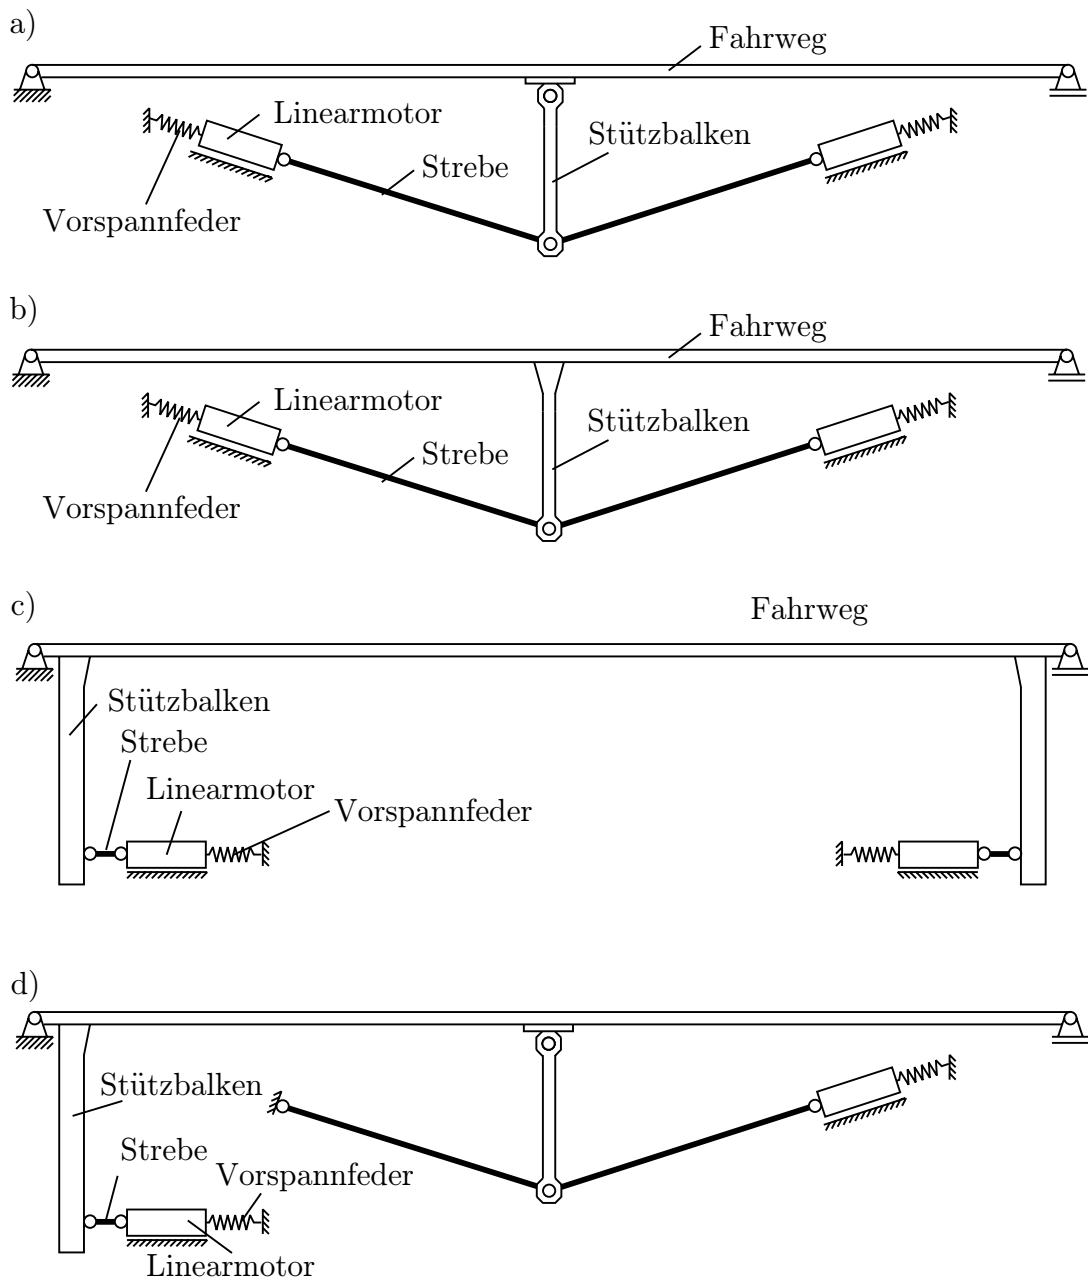 a)
Fahrweg
Linearmotor
Stützbalken
Strebe
Vorspannfeder
b)
Fahrweg
Linearmotor
Stützbalken
Strebe
Vorspannfeder
c)
Fahrweg
Stützbalken
Strebe
Linearmotor
Vorspannfeder
d)
Stützbalken
Strebe
Vorspannfeder
Linearmotor